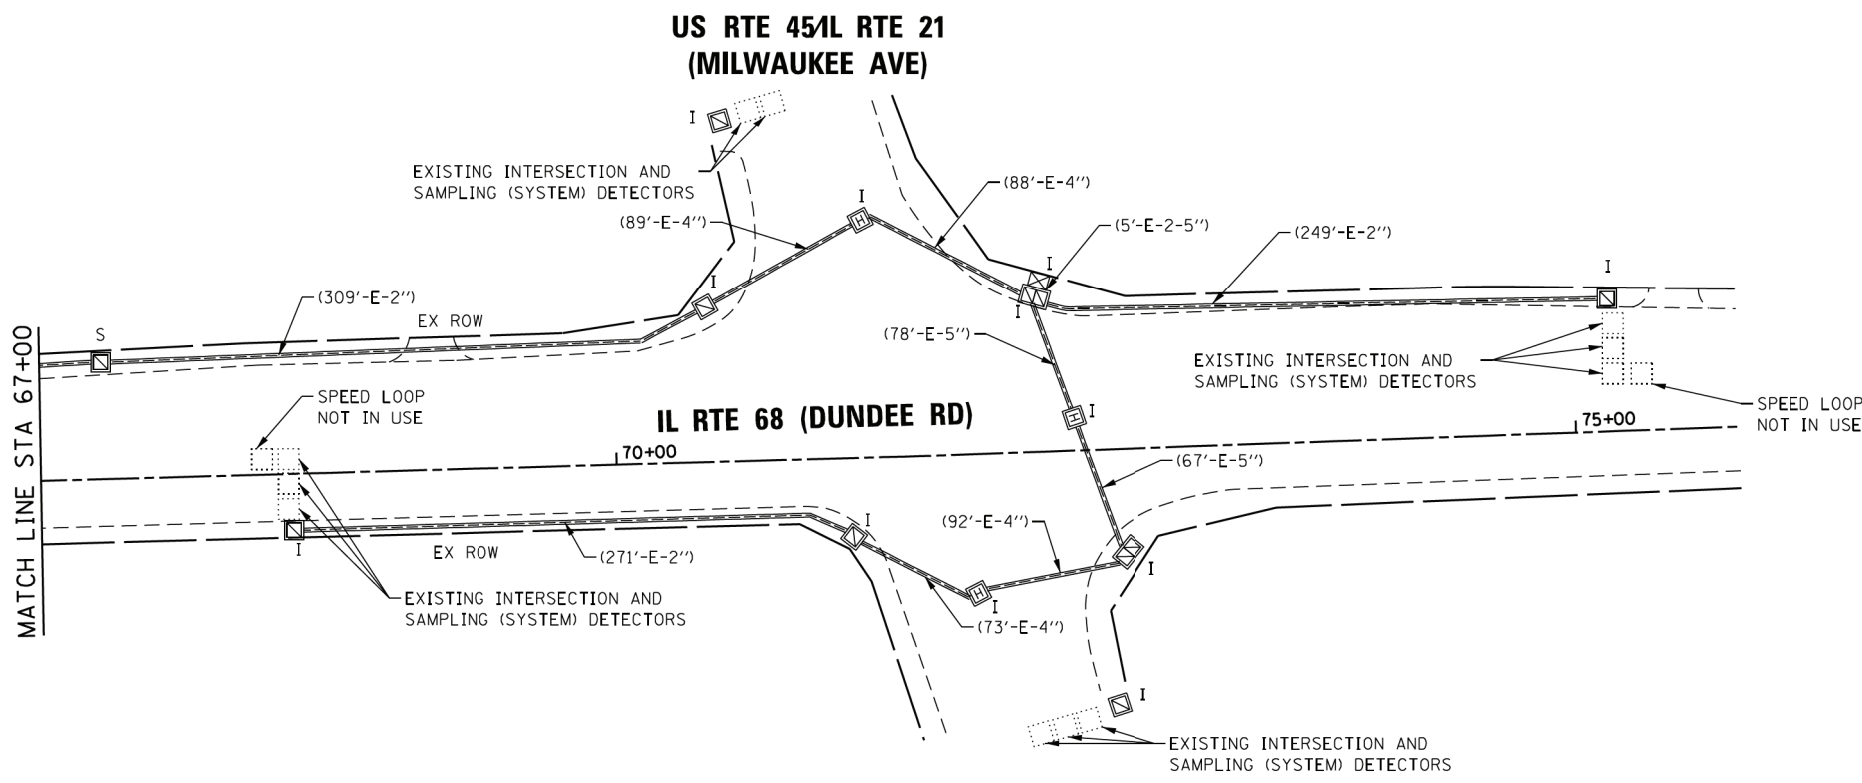 US RTE 45/IL RTE 21
(MILWAUKEE AVE)
I
EXISTING INTERSECTION AND
SAMPLING (SYSTEM) DETECTORS
(88'-E-4'')
I
(89'-E-4'')
(5'-E-2-5'')
(249'-E-2'')
I
I
I
I
(309'-E-2'')
EX ROW
S
(78'-E-5'')
EXISTING INTERSECTION AND
SAMPLING (SYSTEM) DETECTORS
MATCH LINE STA 67+00
SPEED LOOP
NOT IN USE
IL RTE 68 (DUNDEE RD)
I
SPEED LOOP
NOT IN USE
75+00
70+00
(67'-E-5'')
(92'-E-4'')
I
I
EX ROW
(271'-E-2'')
I
EXISTING INTERSECTION AND
SAMPLING (SYSTEM) DETECTORS
I
(73'-E-4'')
I
EXISTING INTERSECTION AND
SAMPLING (SYSTEM) DETECTORS
H
H
H